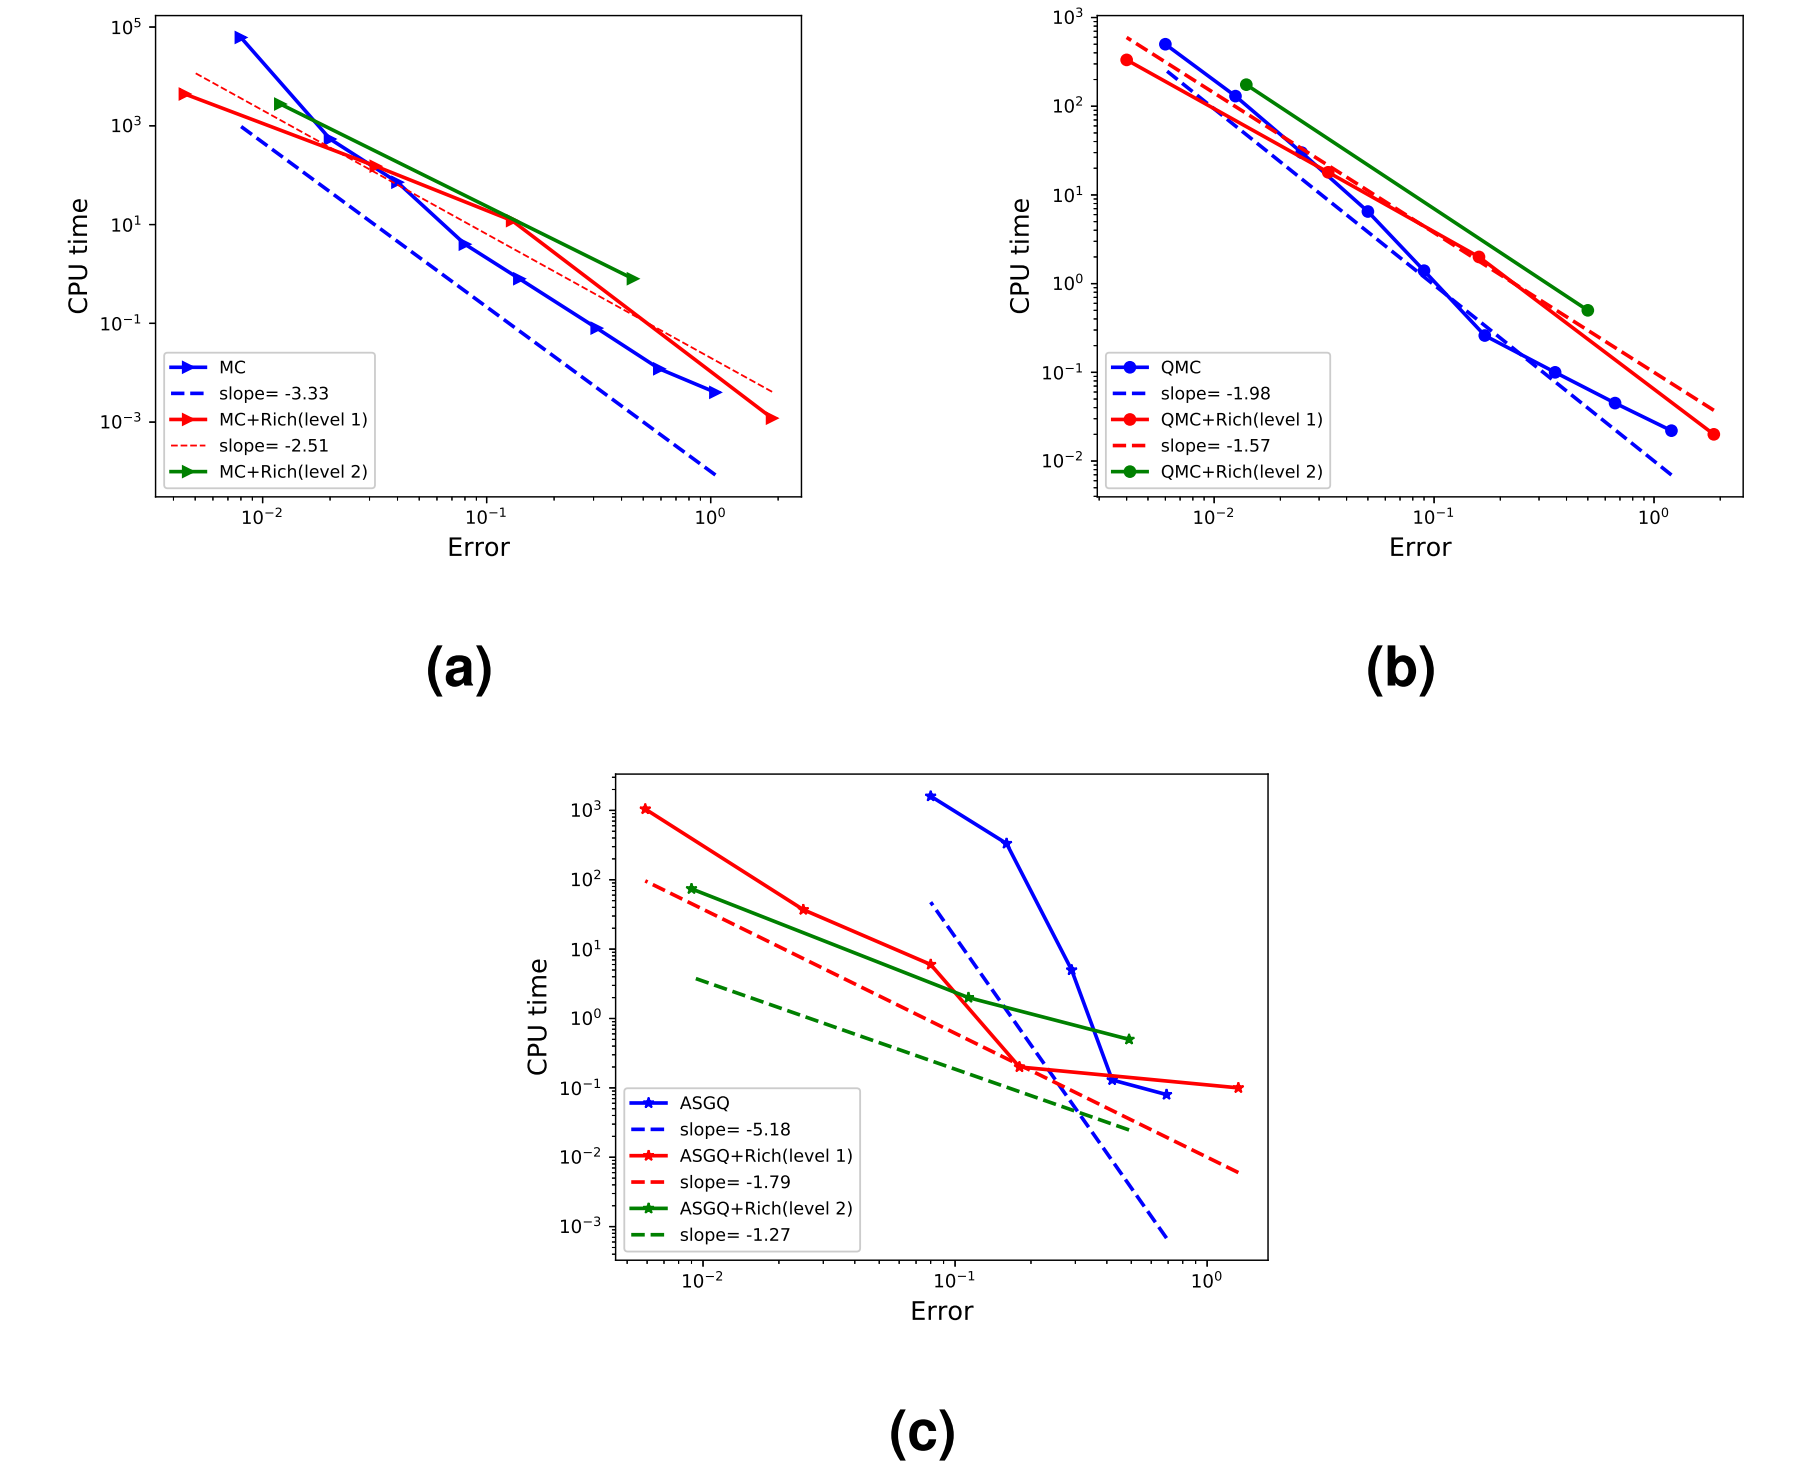 10^5
10^3
10^1
10^−1
10^−3
CPU time
MC
slope= -3.33
MC+Rich(level 1)
slope= -2.51
MC+Rich(level 2)
10^−2 10^−1 10^0
Error
(a)
10^3
10^2
10^1
10^0
10^−1
10^−2
CPU time
QMC
slope= -1.98
QMC+Rich(level 1)
slope= -1.57
QMC+Rich(level 2)
10^−2 10^−1 10^0
Error
(b)
10^3
10^2
10^1
10^0
10^−1
10^−2
10^−3
CPU time
ASGQ
slope= -5.18
ASGQ+Rich(level 1)
slope= -1.79
ASGQ+Rich(level 2)
slope= -1.27
10^−2 10^−1 10^0
Error
(c)